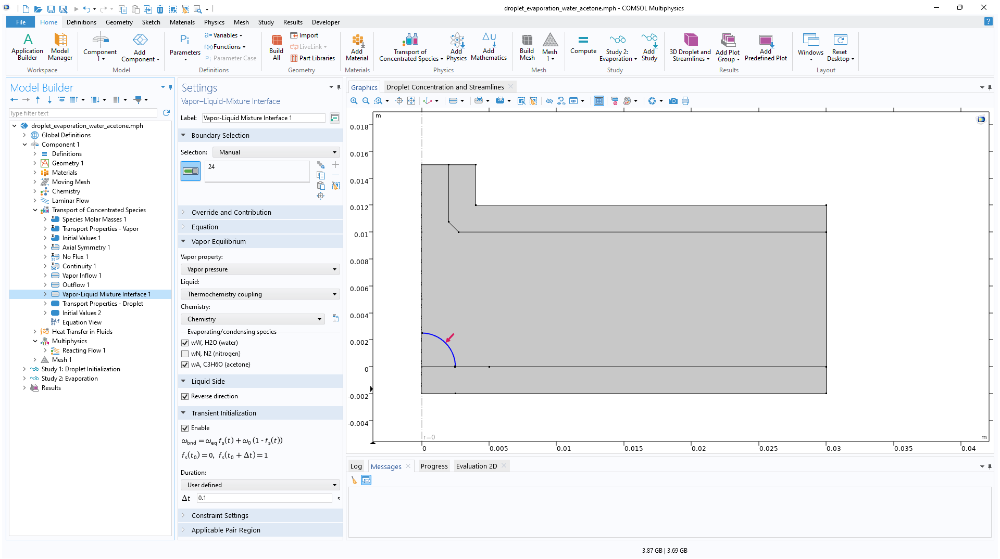 droplet_evaporation_water_acetone.mph - COMSOL Multiphysics
File Home Definitions Geometry Sketch Materials Physics Mesh Study Results Developer
Application Builder
Model Manager
Workspace
Component 1
Add Component
Model
Pi Parameters
a= Variables
f(x) Functions
Pi Parameter Case
Definitions
Build All
Import
LiveLink
Part Libraries
Geometry
Add Material
Materials
Transport of Concentrated Species
Add Physics
ΔU Add Mathematics
Physics
Build Mesh
Mesh 1
Mesh
Compute
Study 2: Evaporation
Add Study
Study
3D Droplet and Streamlines
Add Plot Group
Add Predefined Plot
Results
Windows
Reset Desktop
Layout
Model Builder
Type filter text
droplet_evaporation_water_acetone.mph
Global Definitions
Component 1
Definitions
Geometry 1
Materials
Moving Mesh
Chemistry
Laminar Flow
Transport of Concentrated Species
Species Molar Masses 1
Transport Properties - Vapor
Initial Values 1
Axial Symmetry 1
No Flux 1
Continuity 1
Vapor Inflow 1
Outflow 1
Vapor-Liquid Mixture Interface 1
Transport Properties - Droplet
Initial Values 2
Equation View
Heat Transfer in Fluids
Multiphysics
Reacting Flow 1
Mesh 1
Study 1: Droplet Initialization
Study 2: Evaporation
Results
Settings
Vapor–Liquid-Mixture Interface
Label: Vapor-Liquid Mixture Interface 1
Boundary Selection
Selection: Manual
24
Override and Contribution
Equation
Vapor Equilibrium
Vapor property:
Vapor pressure
Liquid:
Thermochemistry coupling
Chemistry:
Chemistry
Evaporating/condensing species
wW, H2O (water)
wN, N2 (nitrogen)
wA, C3H6O (acetone)
Liquid Side
Reverse direction
Transient Initialization
Enable
ω_bnd = ω_eq f_s(t) + ω_0 (1 - f_s(t))
f_s(t_0) = 0, f_s(t_0 + Δt) = 1
Duration:
User defined
Δt 0.1 s
Constraint Settings
Applicable Pair Region
Graphics Droplet Concentration and Streamlines
m
0.018
0.016
0.014
0.012
0.01
0.008
0.006
0.004
0.002
0
-0.002
-0.004
r=0
m
0 0.005 0.01 0.015 0.02 0.025 0.03 0.035 0.04
Log Messages Progress Evaluation 2D
3.87 GB | 3.69 GB